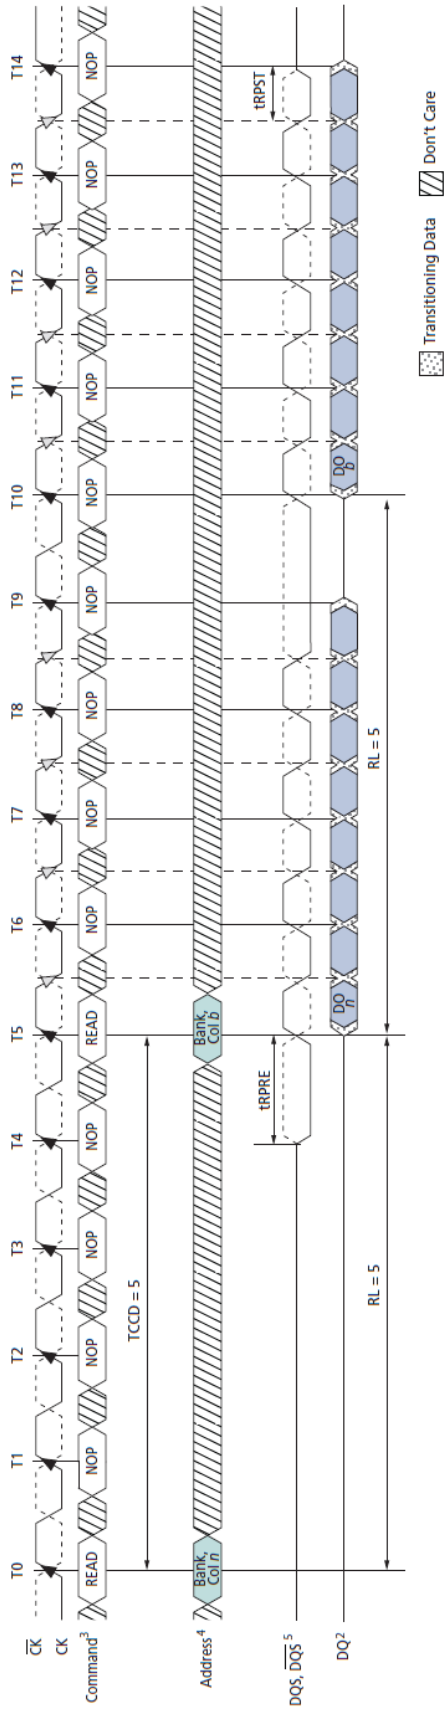 T0 T1 T2 T3 T4 T5 T6 T7 T8 T9 T10 T11 T12 T13 T14
CK
CK
Command3 READ NOP NOP NOP NOP READ NOP NOP NOP NOP NOP NOP NOP NOP NOP
TCCD = 5
Address4 Bank, Col n Bank, Col b
tRPRE tRPST
DQS, DQS 5
DQ2 DO n DO b
RL = 5 RL = 5
Transitioning Data Don't Care